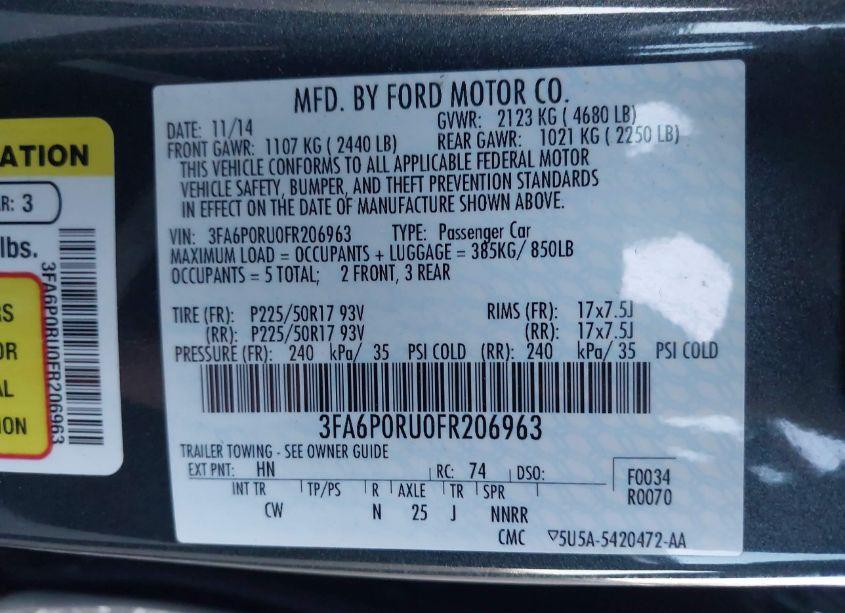 ATION
R: 3
lbs.
RS
OR
AL
ION
3FA6P0RU0FR206963
MFD. BY FORD MOTOR CO.
DATE: 11/14 GVWR: 2123 KG ( 4680 LB)
FRONT GAWR: 1107 KG ( 2440 LB) REAR GAWR: 1021 KG ( 2250 LB)
THIS VEHICLE CONFORMS TO ALL APPLICABLE FEDERAL MOTOR
VEHICLE SAFETY, BUMPER, AND THEFT PREVENTION STANDARDS
IN EFFECT ON THE DATE OF MANUFACTURE SHOWN ABOVE.
VIN: 3FA6P0RU0FR206963 TYPE: Passenger Car
MAXIMUM LOAD = OCCUPANTS + LUGGAGE = 385KG/ 850LB
OCCUPANTS = 5 TOTAL; 2 FRONT, 3 REAR
TIRE (FR): P225/50R17 93V RIMS (FR): 17x7.5J
(RR): P225/50R17 93V (RR): 17x7.5J
PRESSURE (FR): 240 kPa/ 35 PSI COLD (RR): 240 kPa/ 35 PSI COLD
3FA6P0RU0FR206963
TRAILER TOWING - SEE OWNER GUIDE
EXT PNT: HN RC: 74 DSO: F0034
INT TR TP/PS R AXLE TR SPR R0070
CW N 25 J NNRR
CMC ▽5U5A-5420472-AA